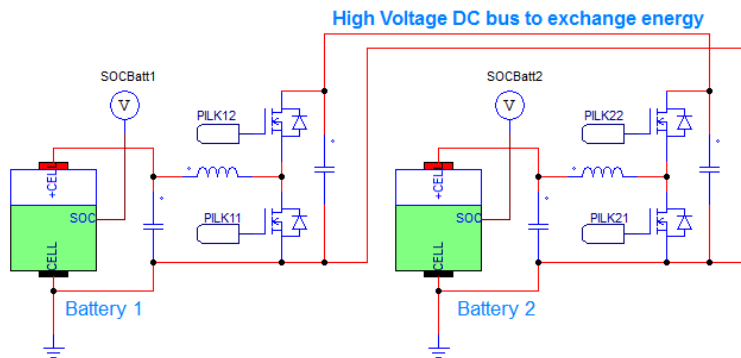 High Voltage DC bus to exchange energy
SOCBatt1
SOCBatt2
V
V
PILK12
PILK22
+CELL
+CELL
SOC
SOC
PILK11
PILK21
CELL
CELL
Battery 1
Battery 2